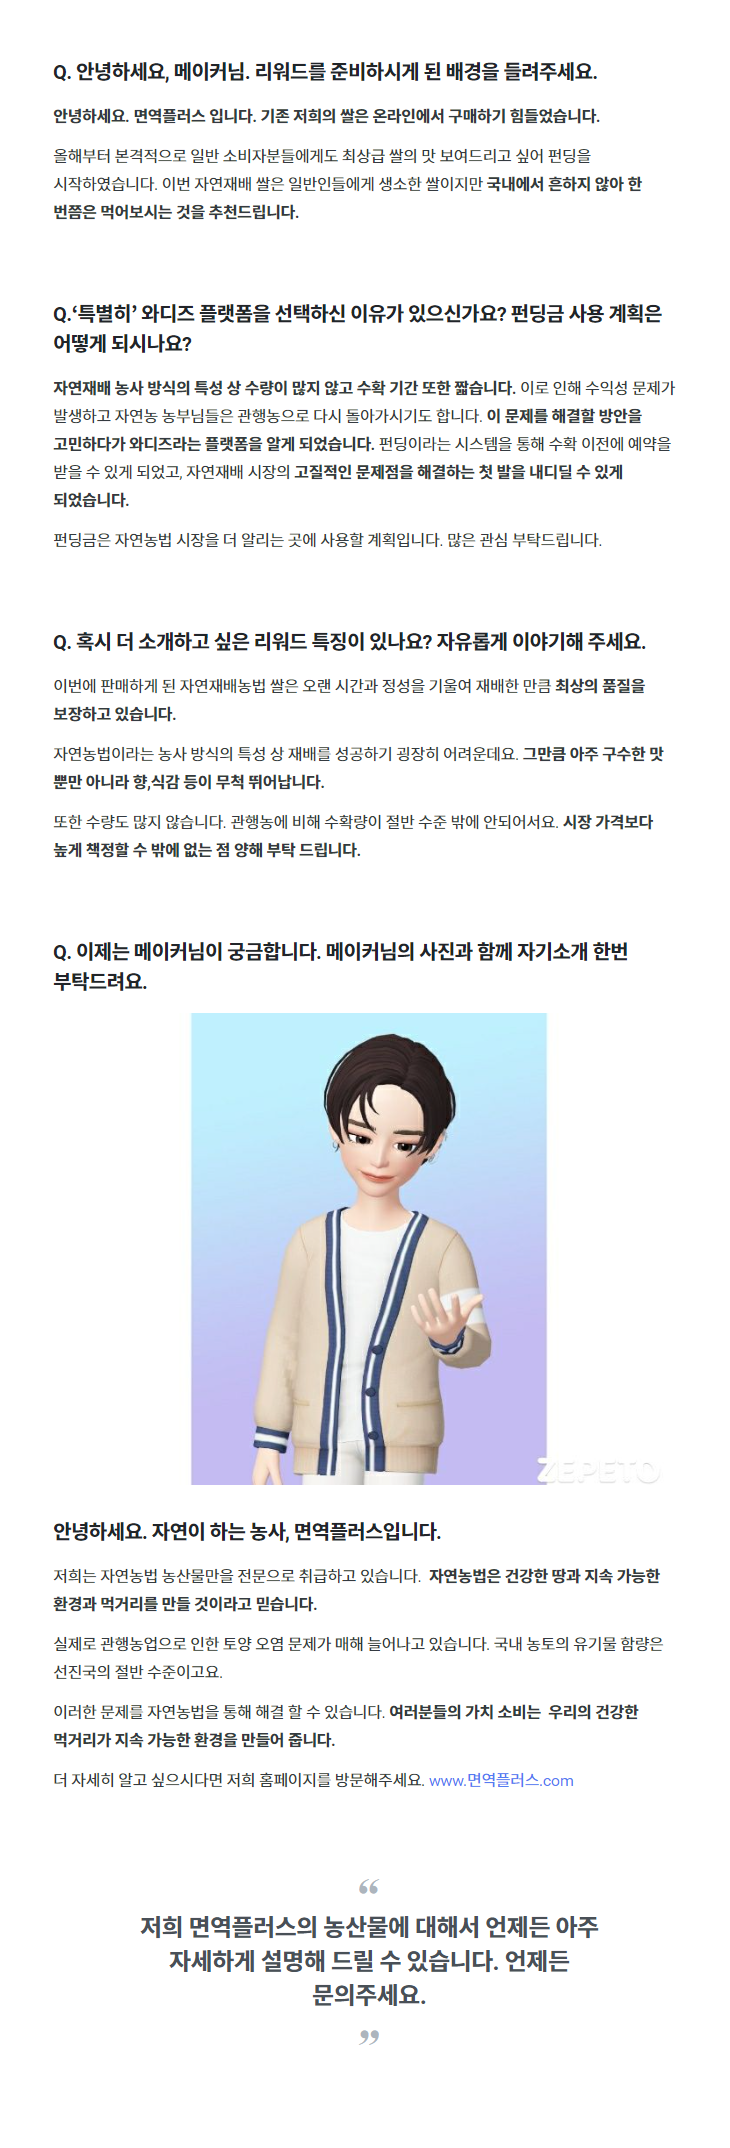 Q. 안녕하세요, 메이커님. 리워드를 준비하시게 된 배경을 들려주세요.
안녕하세요. 면역플러스 입니다. 기존 저희의 쌀은 온라인에서 구매하기 힘들었습니다.
올해부터 본격적으로 일반 소비자분들에게도 최상급 쌀의 맛 보여드리고 싶어 펀딩을
시작하였습니다. 이번 자연재배 쌀은 일반인들에게 생소한 쌀이지만 국내에서 흔하지 않아 한
번쯤은 먹어보시는 것을 추천드립니다.
Q.‘특별히’ 와디즈 플랫폼을 선택하신 이유가 있으신가요? 펀딩금 사용 계획은
어떻게 되시나요?
자연재배 농사 방식의 특성 상 수량이 많지 않고 수확 기간 또한 짧습니다. 이로 인해 수익성 문제가
발생하고 자연농 농부님들은 관행농으로 다시 돌아가시기도 합니다. 이 문제를 해결할 방안을
고민하다가 와디즈라는 플랫폼을 알게 되었습니다. 펀딩이라는 시스템을 통해 수확 이전에 예약을
받을 수 있게 되었고, 자연재배 시장의 고질적인 문제점을 해결하는 첫 발을 내디딜 수 있게
되었습니다.
펀딩금은 자연농법 시장을 더 알리는 곳에 사용할 계획입니다. 많은 관심 부탁드립니다.
Q. 혹시 더 소개하고 싶은 리워드 특징이 있나요? 자유롭게 이야기해 주세요.
이번에 판매하게 된 자연재배농법 쌀은 오랜 시간과 정성을 기울여 재배한 만큼 최상의 품질을
보장하고 있습니다.
자연농법이라는 농사 방식의 특성 상 재배를 성공하기 굉장히 어려운데요. 그만큼 아주 구수한 맛
뿐만 아니라 향,식감 등이 무척 뛰어납니다.
또한 수량도 많지 않습니다. 관행농에 비해 수확량이 절반 수준 밖에 안되어서요. 시장 가격보다
높게 책정할 수 밖에 없는 점 양해 부탁 드립니다.
Q. 이제는 메이커님이 궁금합니다. 메이커님의 사진과 함께 자기소개 한번
부탁드려요.
ZEPETO
안녕하세요. 자연이 하는 농사, 면역플러스입니다.
저희는 자연농법 농산물만을 전문으로 취급하고 있습니다. 자연농법은 건강한 땅과 지속 가능한
환경과 먹거리를 만들 것이라고 믿습니다.
실제로 관행농업으로 인한 토양 오염 문제가 매해 늘어나고 있습니다. 국내 농토의 유기물 함량은
선진국의 절반 수준이고요.
이러한 문제를 자연농법을 통해 해결 할 수 있습니다. 여러분들의 가치 소비는 우리의 건강한
먹거리가 지속 가능한 환경을 만들어 줍니다.
더 자세히 알고 싶으시다면 저희 홈페이지를 방문해주세요. www.면역플러스.com
“
저희 면역플러스의 농산물에 대해서 언제든 아주
자세하게 설명해 드릴 수 있습니다. 언제든
문의주세요.
”